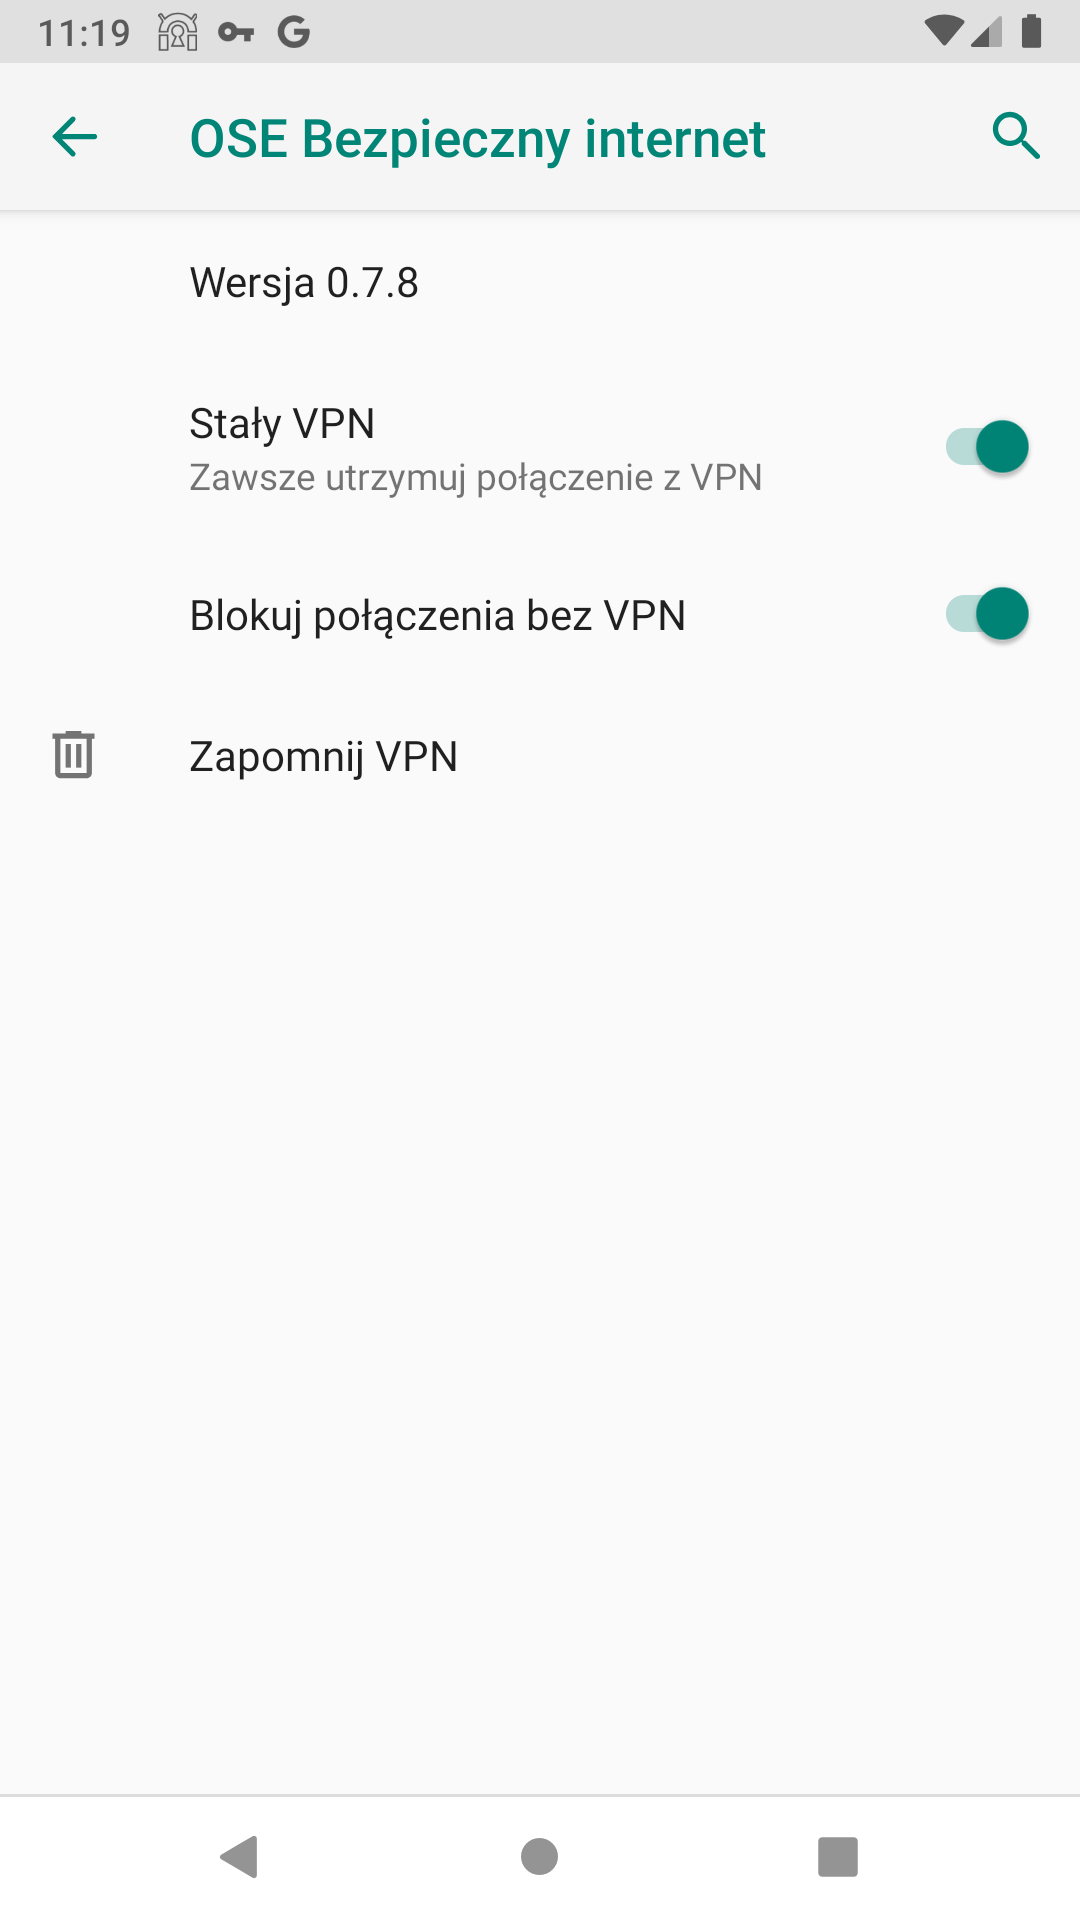 11:19
OSE Bezpieczny internet
Wersja 0.7.8
Stały VPN
Zawsze utrzymuj połączenie z VPN
Blokuj połączenia bez VPN
Zapomnij VPN